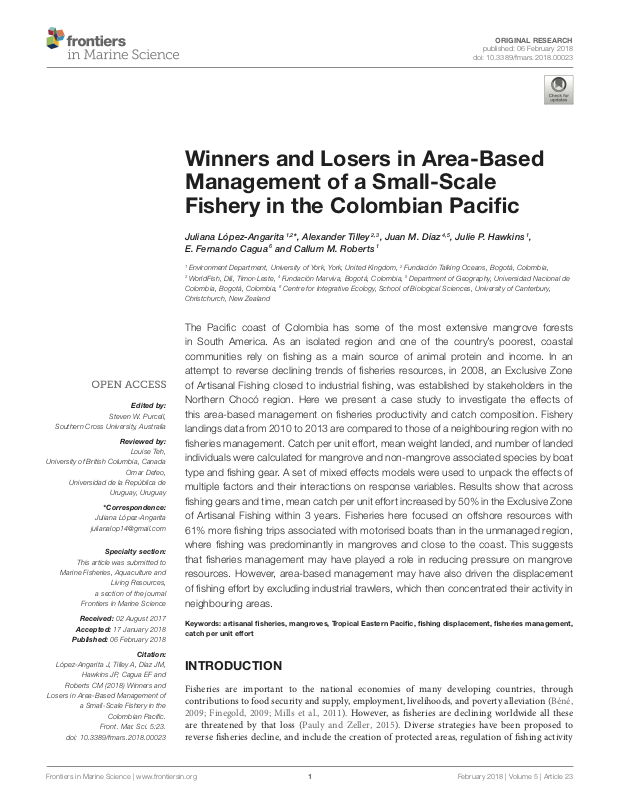 frontiers
in Marine Science
ORIGINAL RESEARCH
published: 06 February 2018
doi: 10.3389/fmars.2018.00023
Check for
updates
Winners and Losers in Area-Based
Management of a Small-Scale
Fishery in the Colombian Pacific
Juliana López-Angarita 1,2*, Alexander Tilley 2,3, Juan M. Díaz 4,5, Julie P. Hawkins 1,
E. Fernando Cagua 6 and Callum M. Roberts 1
1 Environment Department, University of York, York, United Kingdom, 2 Fundación Talking Oceans, Bogotá, Colombia,
3 WorldFish, Dili, Timor-Leste, 4 Fundación Marviva, Bogotá, Colombia, 5 Department of Geography, Universidad Nacional de
Colombia, Bogotá, Colombia, 6 Centre for Integrative Ecology, School of Biological Sciences, University of Canterbury,
Christchurch, New Zealand
OPEN ACCESS
Edited by:
Steven W. Purcell,
Southern Cross University, Australia
Reviewed by:
Louise Teh,
University of British Columbia, Canada
Omar Defeo,
Universidad de la República de
Uruguay, Uruguay
*Correspondence:
Juliana López-Angarita
julianalop14@gmail.com
Specialty section:
This article was submitted to
Marine Fisheries, Aquaculture and
Living Resources,
a section of the journal
Frontiers in Marine Science
Received: 02 August 2017
Accepted: 17 January 2018
Published: 06 February 2018
Citation:
López-Angarita J, Tilley A, Díaz JM,
Hawkins JP, Cagua EF and
Roberts CM (2018) Winners and
Losers in Area-Based Management of
a Small-Scale Fishery in the
Colombian Pacific.
Front. Mar. Sci. 5:23.
doi: 10.3389/fmars.2018.00023
The Pacific coast of Colombia has some of the most extensive mangrove forests
in South America. As an isolated region and one of the country's poorest, coastal
communities rely on fishing as a main source of animal protein and income. In an
attempt to reverse declining trends of fisheries resources, in 2008, an Exclusive Zone
of Artisanal Fishing closed to industrial fishing, was established by stakeholders in the
Northern Chocó region. Here we present a case study to investigate the effects of
this area-based management on fisheries productivity and catch composition. Fishery
landings data from 2010 to 2013 are compared to those of a neighbouring region with no
fisheries management. Catch per unit effort, mean weight landed, and number of landed
individuals were calculated for mangrove and non-mangrove associated species by boat
type and fishing gear. A set of mixed effects models were used to unpack the effects of
multiple factors and their interactions on response variables. Results show that across
fishing gears and time, mean catch per unit effort increased by 50% in the Exclusive Zone
of Artisanal Fishing within 3 years. Fisheries here focused on offshore resources with
61% more fishing trips associated with motorised boats than in the unmanaged region,
where fishing was predominantly in mangroves and close to the coast. This suggests
that fisheries management may have played a role in reducing pressure on mangrove
resources. However, area-based management may have also driven the displacement
of fishing effort by excluding industrial trawlers, which then concentrated their activity in
neighbouring areas.
Keywords: artisanal fisheries, mangroves, Tropical Eastern Pacific, fishing displacement, fisheries management,
catch per unit effort
INTRODUCTION
Fisheries are important to the national economies of many developing countries, through
contributions to food security and supply, employment, livelihoods, and poverty alleviation (Béné,
2009; Finegold, 2009; Mills et al., 2011). However, as fisheries are declining worldwide all these
are threatened by that loss (Pauly and Zeller, 2015). Diverse strategies have been proposed to
reverse fisheries decline, and include the creation of protected areas, regulation of fishing activity
Frontiers in Marine Science | www.frontiersin.org
1
February 2018 | Volume 5 | Article 23